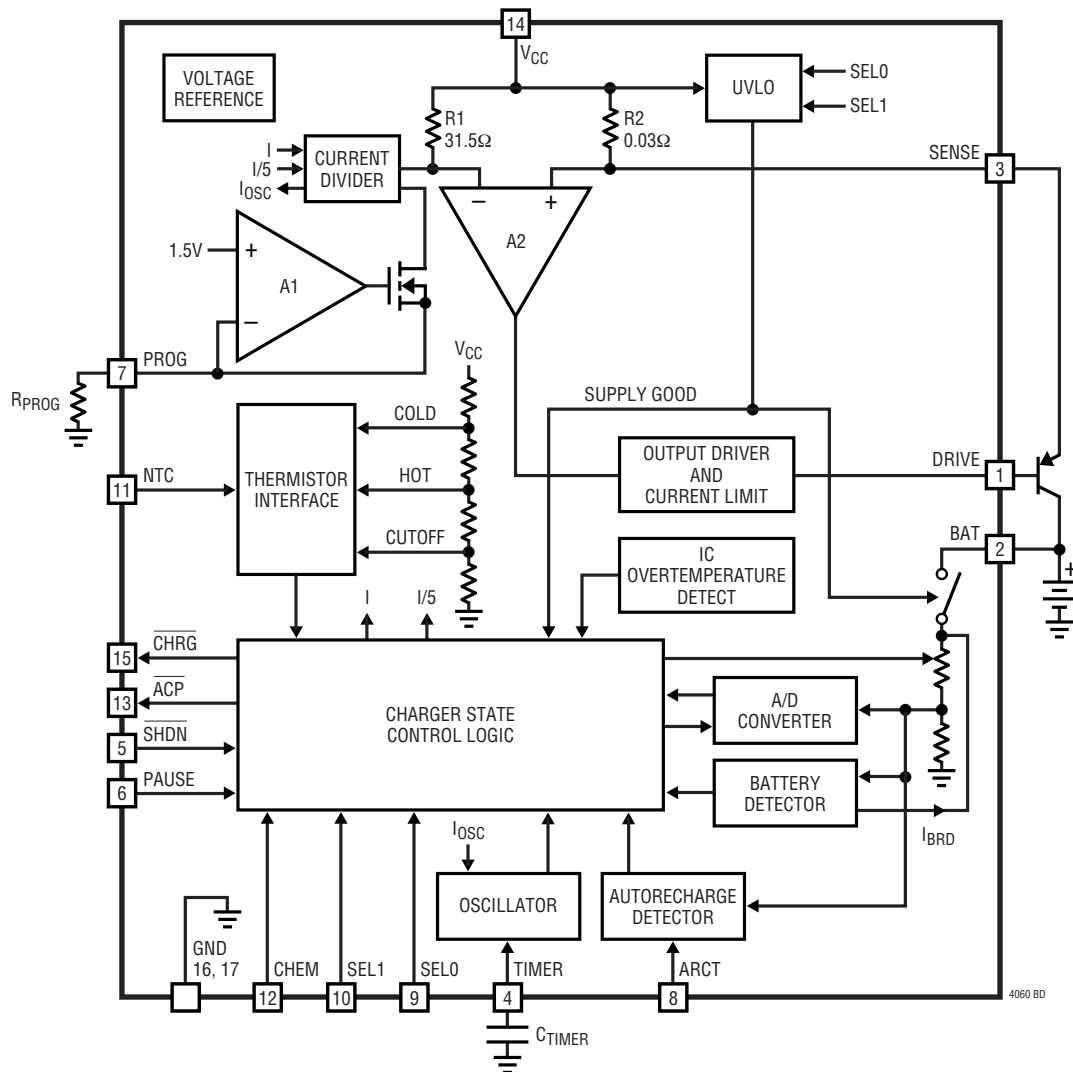 14
VCC
VOLTAGE
REFERENCE
R1
31.5Ω
R2
0.03Ω
UVLO
SEL0
SEL1
I
I/5
IOSC
CURRENT
DIVIDER
SENSE
3
−
+
A2
1.5V
+
A1
−
7
PROG
RPROG
VCC
SUPPLY GOOD
COLD
THERMISTOR
INTERFACE
HOT
CUTOFF
11
NTC
OUTPUT DRIVER
AND
CURRENT LIMIT
DRIVE
1
BAT
2
+
IC
OVERTEMPERATURE
DETECT
I
I/5
15
CHRG
13
ACP
5
SHDN
6
PAUSE
CHARGER STATE
CONTROL LOGIC
A/D
CONVERTER
BATTERY
DETECTOR
IBRD
IOSC
OSCILLATOR
AUTORECHARGE
DETECTOR
GND
16, 17
CHEM
SEL1
SEL0
TIMER
ARCT
12
10
9
4
8
4060 BD
CTIMER